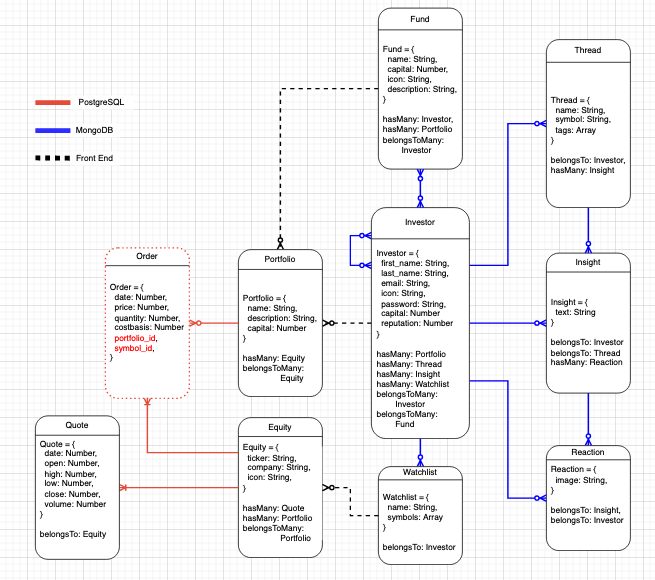 Fund
Fund = {
name: String,
capital: Number,
icon: String,
description: String,
}
hasMany: Investor,
hasMany: Portfolio
belongsToMany:
Investor
Thread
Thread = {
name: String,
symbol: String,
tags: Array
}
belongsTo: Investor,
hasMany: Insight
PostgreSQL
MongoDB
Front End
Investor
Investor = {
first_name: String,
last_name: String,
email: String,
icon: String,
password: String,
capital: Number
reputation: Number
}
hasMany: Portfolio
hasMany: Thread
hasMany: Insight
hasMany: Watchlist
belongsToMany:
Investor
belongsToMany:
Fund
Order
Order = {
date: Number,
price: Number,
quantity: Number,
costbasis: Number
portfolio_id,
symbol_id,
}
Portfolio
Portfolio = {
name: String,
description: String,
capital: Number
}
hasMany: Equity
belongsToMany:
Equity
Insight
Insight = {
text: String
}
belongsTo: Investor
belongsTo: Thread
hasMany: Reaction
Quote
Quote = {
date: Number,
open: Number,
high: Number,
low: Number,
close: Number,
volume: Number
}
belongsTo: Equity
Equity
Equity = {
ticker: String,
company: String,
icon: String,
}
hasMany: Quote
hasMany: Portfolio
belongsToMany:
Portfolio
Watchlist
Watchlist = {
name: String,
symbols: Array
}
belongsTo: Investor
Reaction
Reaction = {
image: String,
}
belongsTo: Insight,
belongsTo: Investor